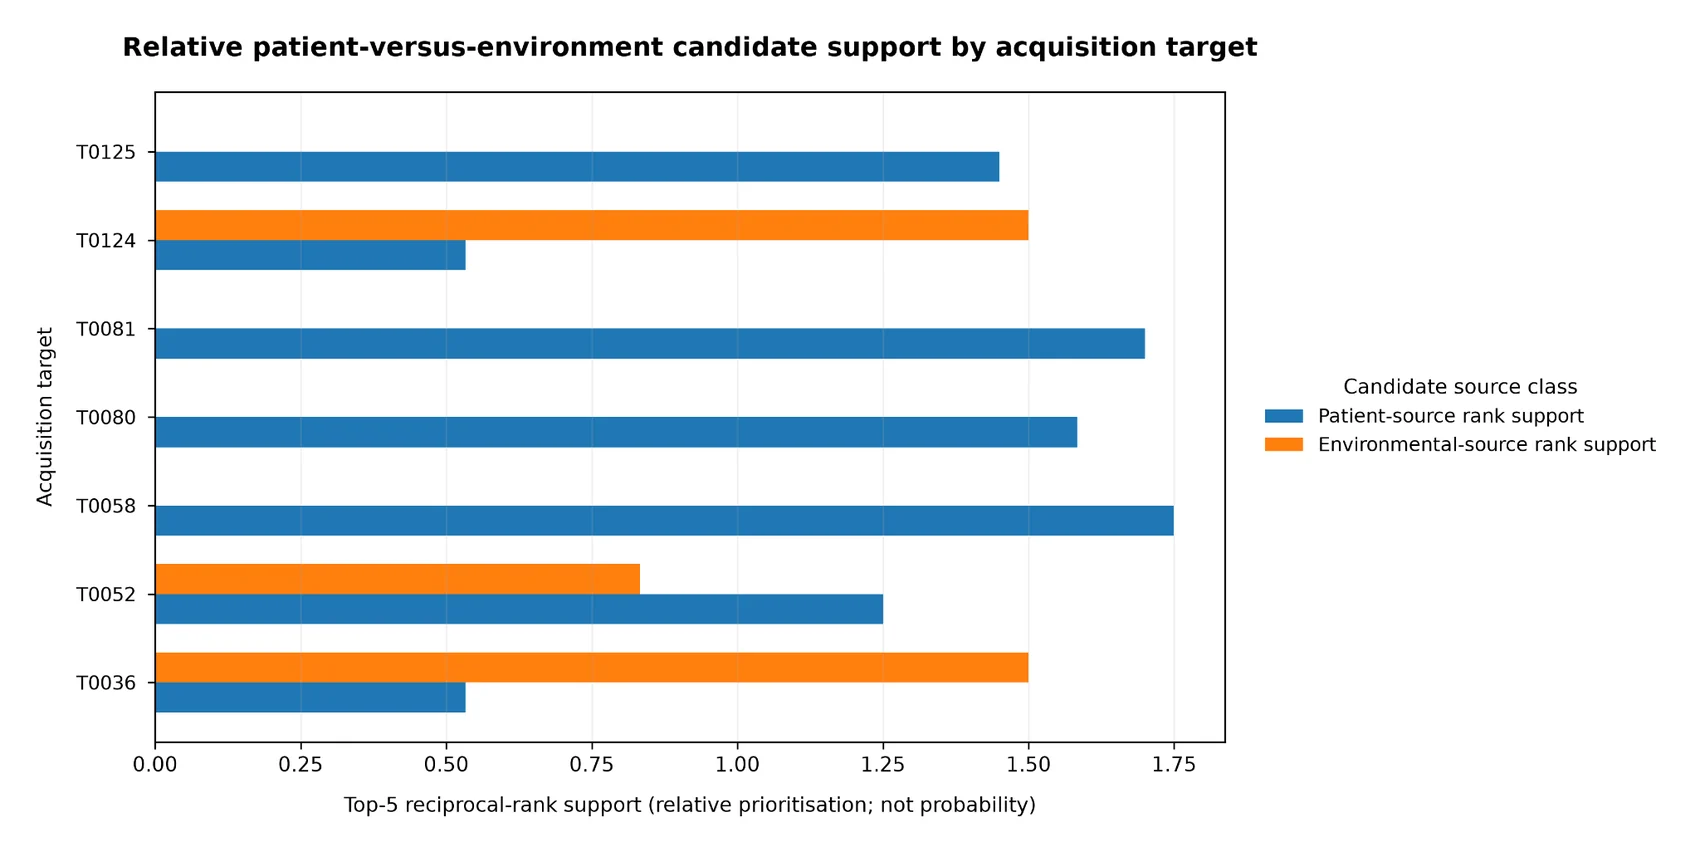 Relative patient-versus-environment candidate support by acquisition target
T0125
T0124
T0081
T0080
T0058
T0052
T0036
Acquisition target
0.00 0.25 0.50 0.75 1.00 1.25 1.50 1.75
Top-5 reciprocal-rank support (relative prioritisation; not probability)
Candidate source class
Patient-source rank support
Environmental-source rank support